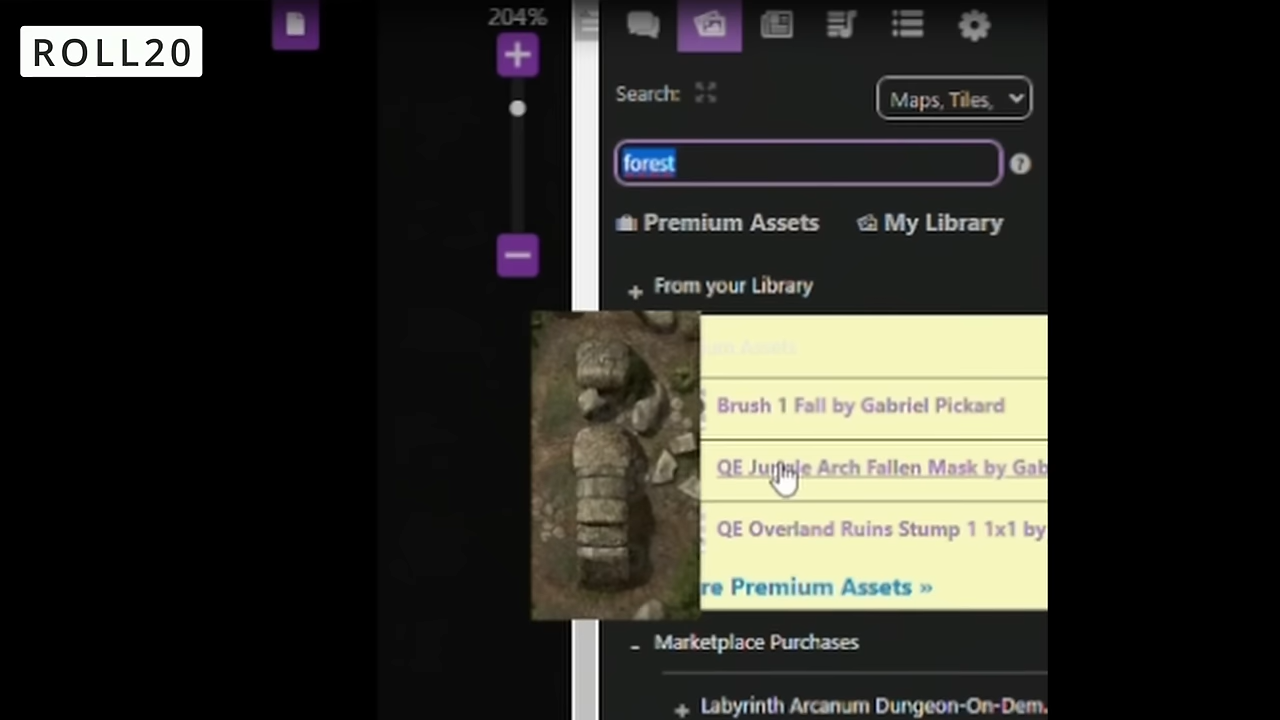 ROLL20
204%
Search:
Maps, Tiles,
forest
Premium Assets
My Library
+ From your Library
Assets
Brush 1 Fall by Gabriel Pickard
QE Jungle Arch Fallen Mask by Gab
QE Overland Ruins Stump 1 1x1 by
re Premium Assets »
- Marketplace Purchases
+ Labyrinth Arcanum Dungeon-On-Dem.